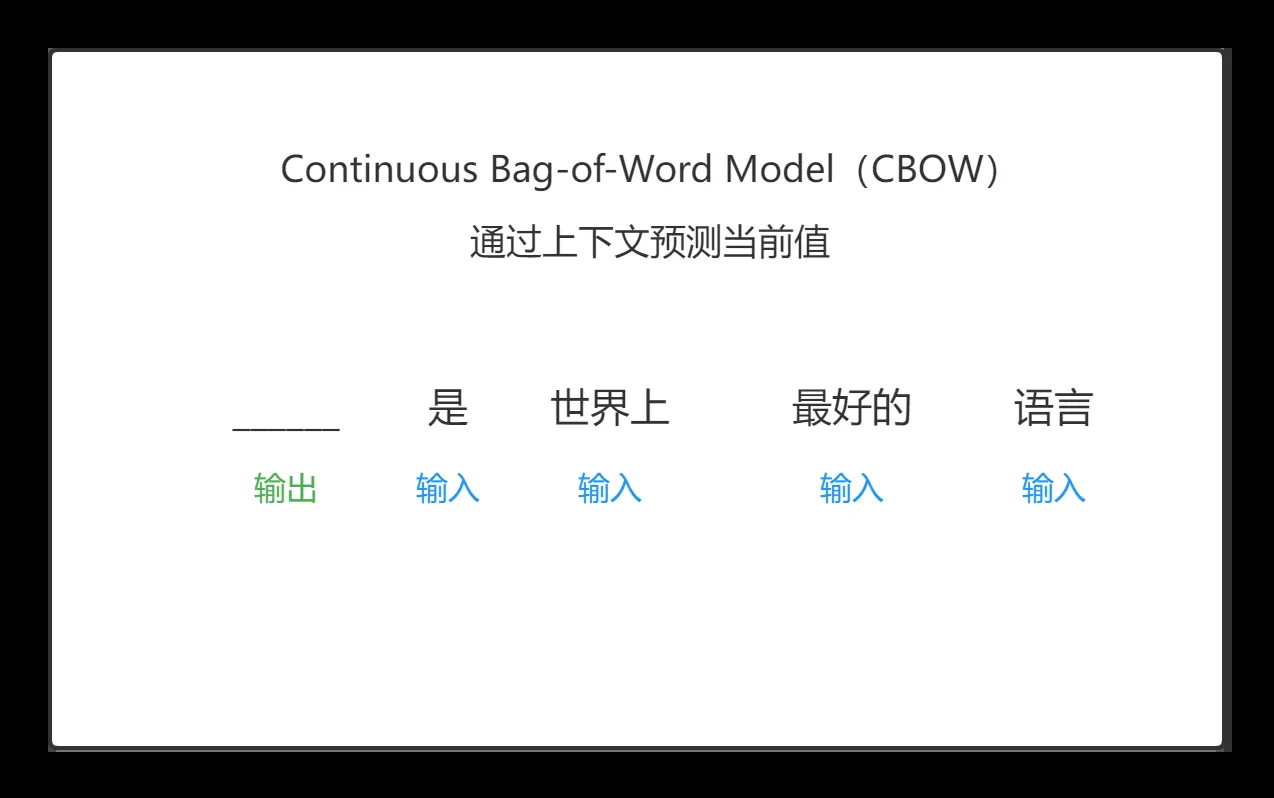 Continuous Bag-of-Word Model（CBOW）
通过上下文预测当前值
______ 是 世界上 最好的 语言
输出 输入 输入 输入 输入